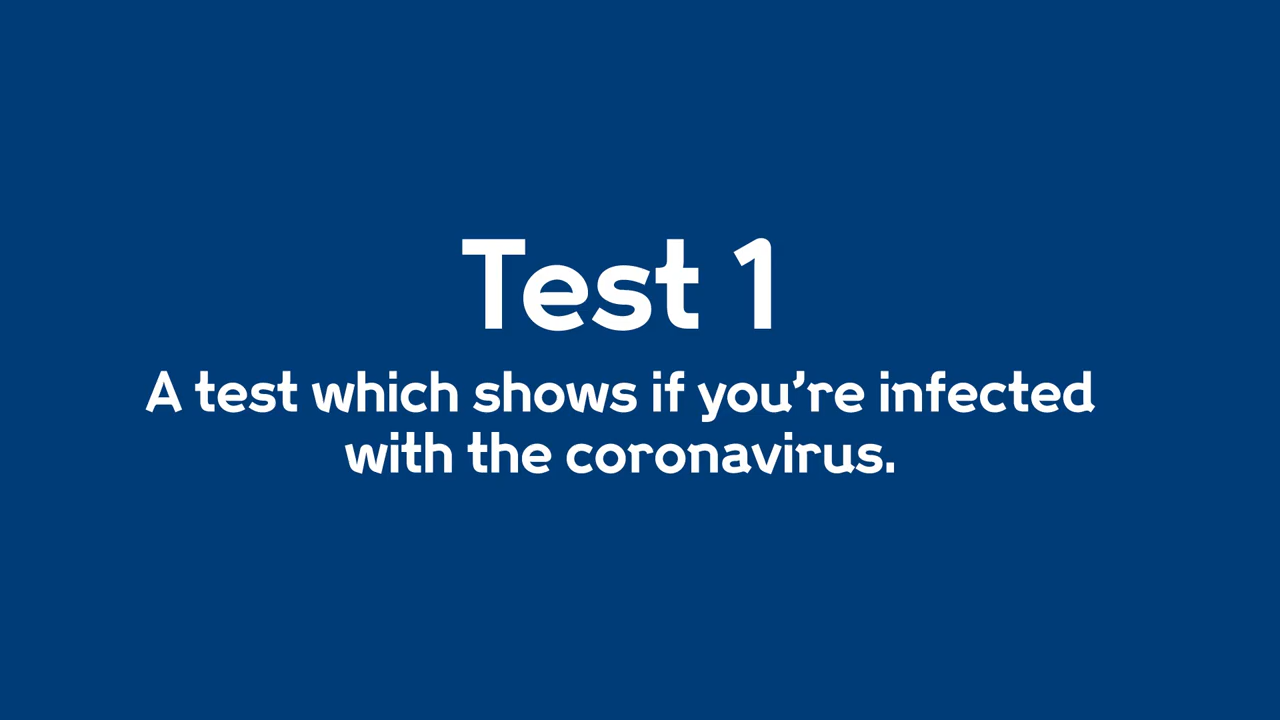 Test 1
A test which shows if you’re infected
with the coronavirus.